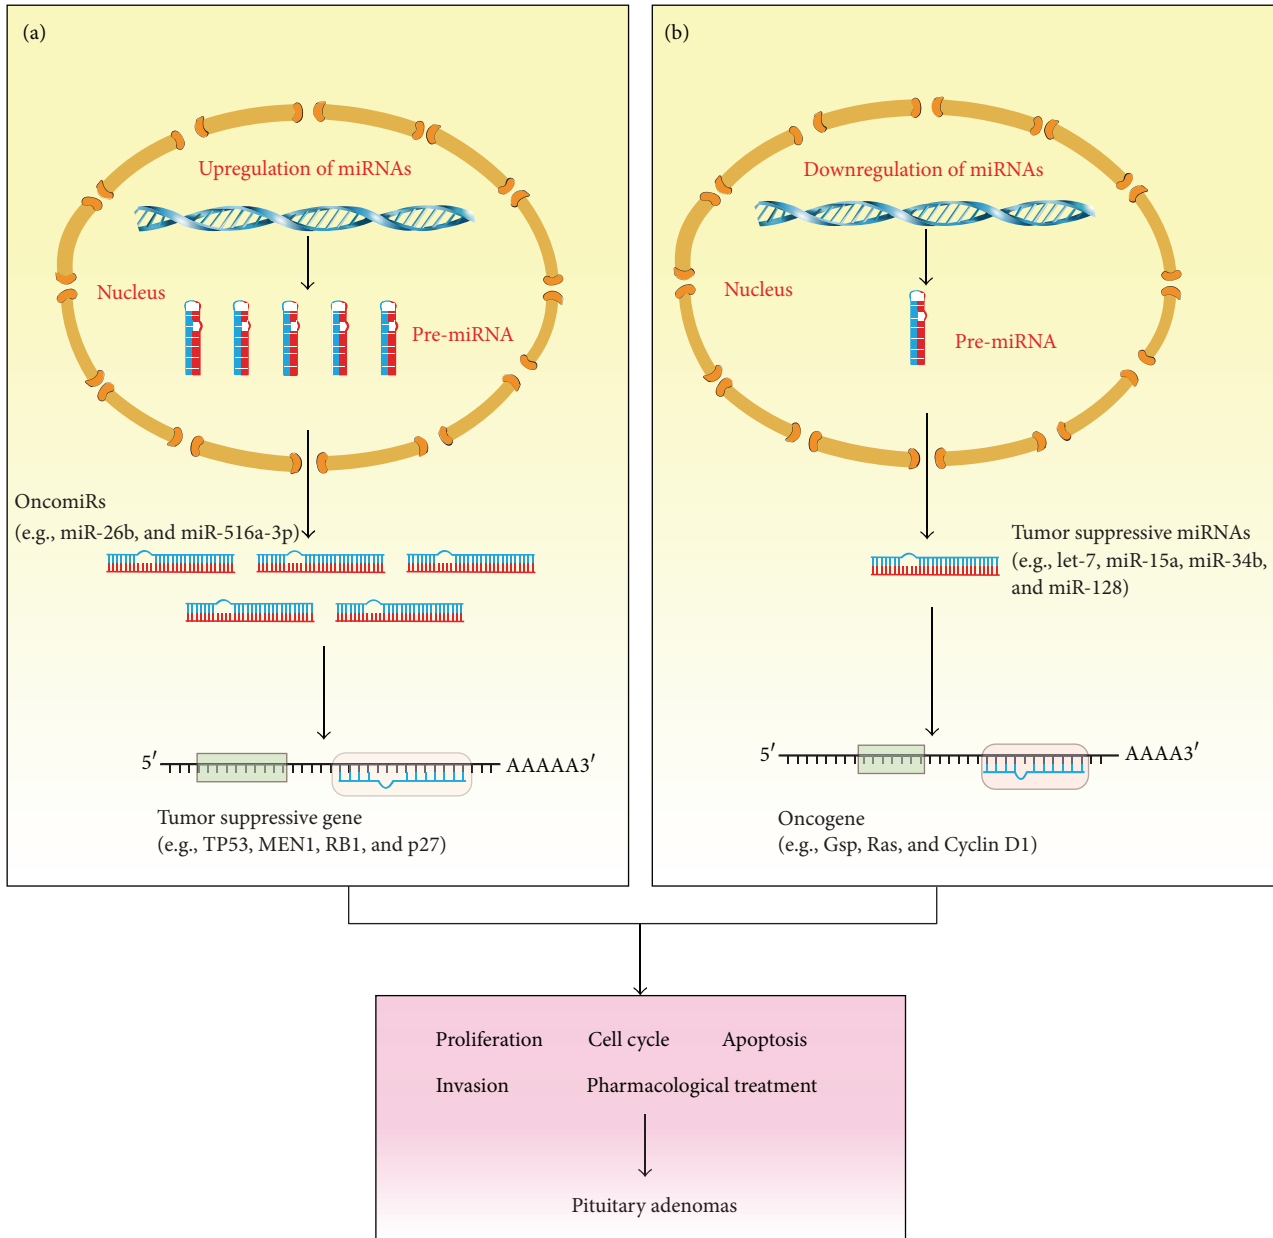 (a)
Upregulation of miRNAs
Nucleus
Pre-miRNA
OncomiRs
(e.g., miR-26b, and miR-516a-3p)
5′
AAAAA3′
Tumor suppressive gene
(e.g., TP53, MEN1, RB1, and p27)
(b)
Downregulation of miRNAs
Nucleus
Pre-miRNA
Tumor suppressive miRNAs
(e.g., let-7, miR-15a, miR-34b,
and miR-128)
5′
AAAA3′
Oncogene
(e.g., Gsp, Ras, and Cyclin D1)
Proliferation Cell cycle Apoptosis
Invasion Pharmacological treatment
Pituitary adenomas